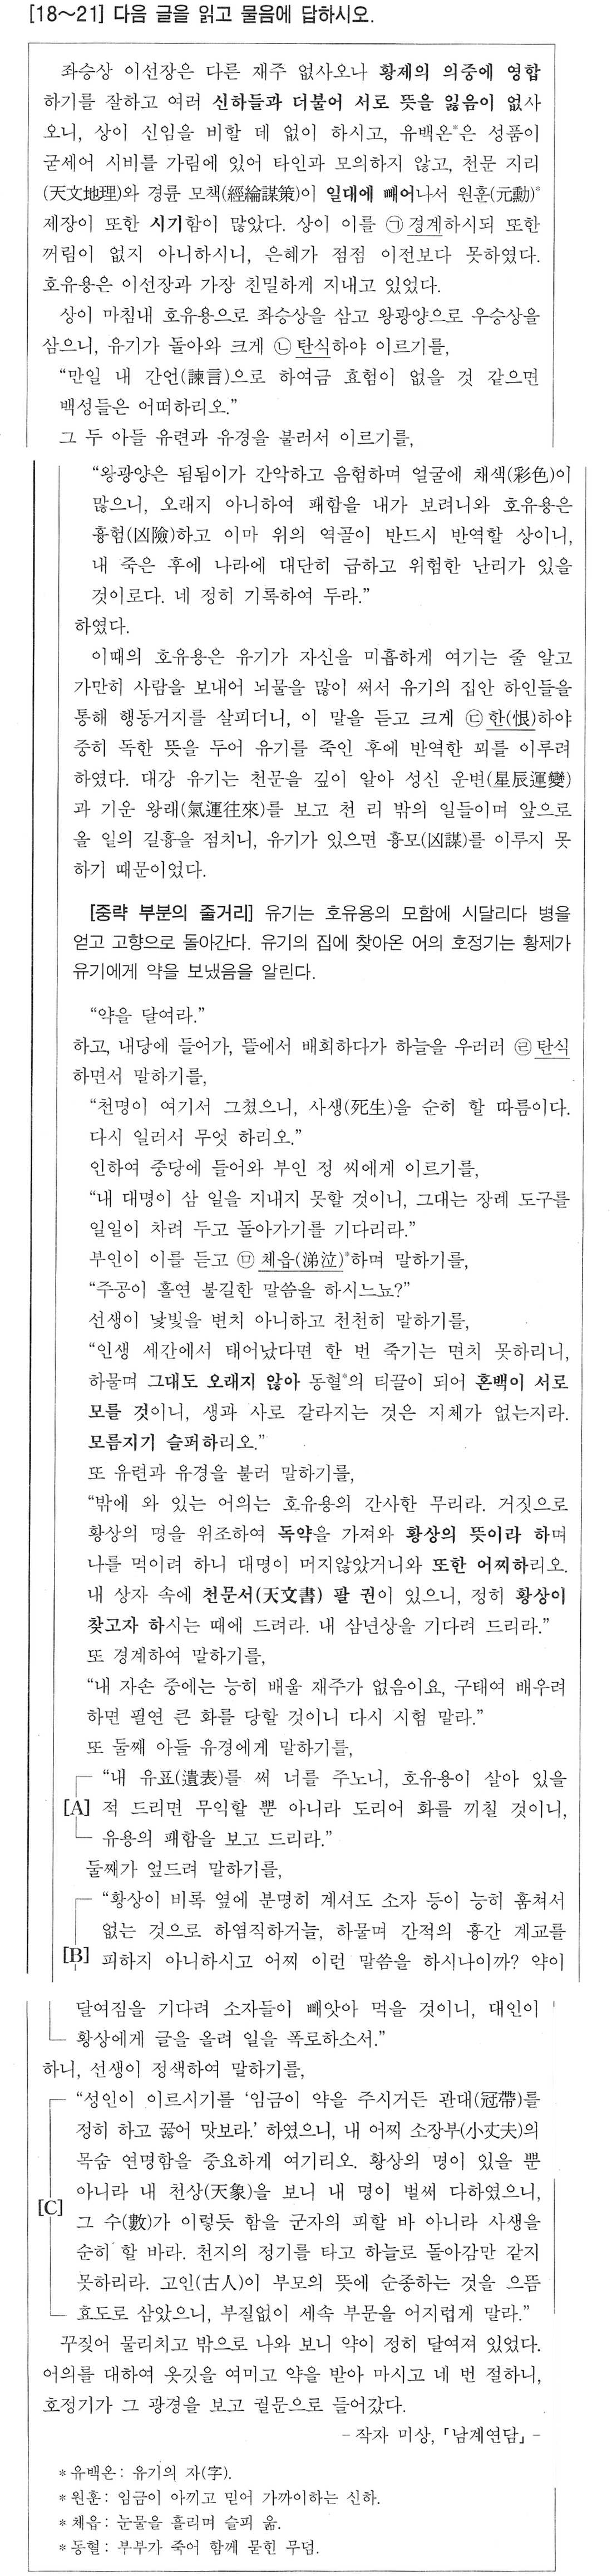 [18~21] 다음 글을 읽고 물음에 답하시오.
좌승상 이선장은 다른 재주 없사오나 황제의 의중에 영합
하기를 잘하고 여러 신하들과 더불어 서로 뜻을 잃음이 없사
오니, 상이 신임을 비할 데 없이 하시고, 유백온*은 성품이
굳세어 시비를 가림에 있어 타인과 모의하지 않고, 천문 지리
(天文地理)와 경륜 모책(經綸謀策)이 일대에 빼어나서 원훈(元勳)*
제장이 또한 시기함이 많았다. 상이 이를 ㉠ 경계하시되 또한
꺼림이 없지 아니하시니, 은혜가 점점 이전보다 못하였다.
호유용은 이선장과 가장 친밀하게 지내고 있었다.
상이 마침내 호유용으로 좌승상을 삼고 왕광양으로 우승상을
삼으니, 유기가 돌아와 크게 ㉡ 탄식하야 이르기를,
“만일 내 간언(諫言)으로 하여금 효험이 없을 것 같으면
백성들은 어떠하리오.”
그 두 아들 유련과 유경을 불러서 이르기를,
“왕광양은 됨됨이가 간악하고 음험하며 얼굴에 채색(彩色)이
많으니, 오래지 아니하여 패함을 내가 보려니와 호유용은
흉험(凶險)하고 이마 위의 역골이 반드시 반역할 상이니,
내 죽은 후에 나라에 대단히 급하고 위험한 난리가 있을
것이로다. 네 정히 기록하여 두라.”
하였다.
이때의 호유용은 유기가 자신을 미흡하게 여기는 줄 알고
가만히 사람을 보내어 뇌물을 많이 써서 유기의 집안 하인들을
통해 행동거지를 살피더니, 이 말을 듣고 크게 ㉢ 한(恨)하야
중히 독한 뜻을 두어 유기를 죽인 후에 반역한 꾀를 이루려
하였다. 대강 유기는 천문을 깊이 알아 성신 운변(星辰運變)
과 기운 왕래(氣運往來)를 보고 천 리 밖의 일들이며 앞으로
올 일의 길흉을 점치니, 유기가 있으면 흉모(凶謀)를 이루지 못
하기 때문이었다.
[중략 부분의 줄거리] 유기는 호유용의 모함에 시달리다 병을
얻고 고향으로 돌아간다. 유기의 집에 찾아온 어의 호정기는 황제가
유기에게 약을 보냈음을 알린다.
“약을 달여라.”
하고, 내당에 들어가, 뜰에서 배회하다가 하늘을 우러러 ㉣ 탄식
하면서 말하기를,
“천명이 여기서 그쳤으니, 사생(死生)을 순히 할 따름이다.
다시 일러서 무엇 하리오.”
인하여 중당에 들어와 부인 정 씨에게 이르기를,
“내 대명이 삼 일을 지내지 못할 것이니, 그대는 장례 도구를
일일이 차려 두고 돌아가기를 기다리라.”
부인이 이를 듣고 ㉤ 체읍(涕泣)*하며 말하기를,
“주공이 홀연 불길한 말씀을 하시느뇨?”
선생이 낯빛을 변치 아니하고 천천히 말하기를,
“인생 세간에서 태어났다면 한 번 죽기는 면치 못하리니,
하물며 그대도 오래지 않아 동혈*의 티끌이 되어 혼백이 서로
모를 것이니, 생과 사로 갈라지는 것은 지체가 없는지라.
모름지기 슬퍼하리오.”
또 유련과 유경을 불러 말하기를,
“밖에 와 있는 어의는 호유용의 간사한 무리라. 거짓으로
황상의 명을 위조하여 독약을 가져와 황상의 뜻이라 하며
나를 먹이려 하니 대명이 머지않았거니와 또한 어찌하리오.
내 상자 속에 천문서(天文書) 팔 권이 있으니, 정히 황상이
찾고자 하시는 때에 드려라. 내 삼년상을 기다려 드리라.”
또 경계하여 말하기를,
“내 자손 중에는 능히 배울 재주가 없음이요, 구태여 배우려
하면 필연 큰 화를 당할 것이니 다시 시험 말라.”
또 둘째 아들 유경에게 말하기를,
“내 유표(遺表)를 써 너를 주노니, 호유용이 살아 있을
[A] 적 드리면 무익할 뿐 아니라 도리어 화를 끼칠 것이니,
유용의 패함을 보고 드리라.”
둘째가 엎드려 말하기를,
“황상이 비록 옆에 분명히 계셔도 소자 등이 능히 훔쳐서
없는 것으로 하염직하거늘, 하물며 간적의 흉간 계교를
[B] 피하지 아니하시고 어찌 이런 말씀을 하시나이까? 약이
달여짐을 기다려 소자들이 빼앗아 먹을 것이니, 대인이
황상에게 글을 올려 일을 폭로하소서.”
하니, 선생이 정색하여 말하기를,
“성인이 이르시기를 ‘임금이 약을 주시거든 관대(冠帶)를
정히 하고 꿇어 맛보라.’ 하였으니, 내 어찌 소장부(小丈夫)의
목숨 연명함을 중요하게 여기리오. 황상의 명이 있을 뿐
아니라 내 천상(天象)을 보니 내 명이 벌써 다하였으니,
[C] 그 수(數)가 이렇듯 함을 군자의 피할 바 아니라 사생을
순히 할 바라. 천지의 정기를 타고 하늘로 돌아감만 같지
못하리라. 고인(古人)이 부모의 뜻에 순종하는 것을 으뜸
효도로 삼았으니, 부질없이 세속 부문을 어지럽게 말라.”
꾸짖어 물리치고 밖으로 나와 보니 약이 정히 달여져 있었다.
어의를 대하여 옷깃을 여미고 약을 받아 마시고 네 번 절하니,
호정기가 그 광경을 보고 궐문으로 들어갔다.
- 작자 미상, 「남계연담」 -
* 유백온 : 유기의 자(字).
* 원훈 : 임금이 아끼고 믿어 가까이하는 신하.
* 체읍 : 눈물을 흘리며 슬피 욺.
* 동혈 : 부부가 죽어 함께 묻힌 무덤.